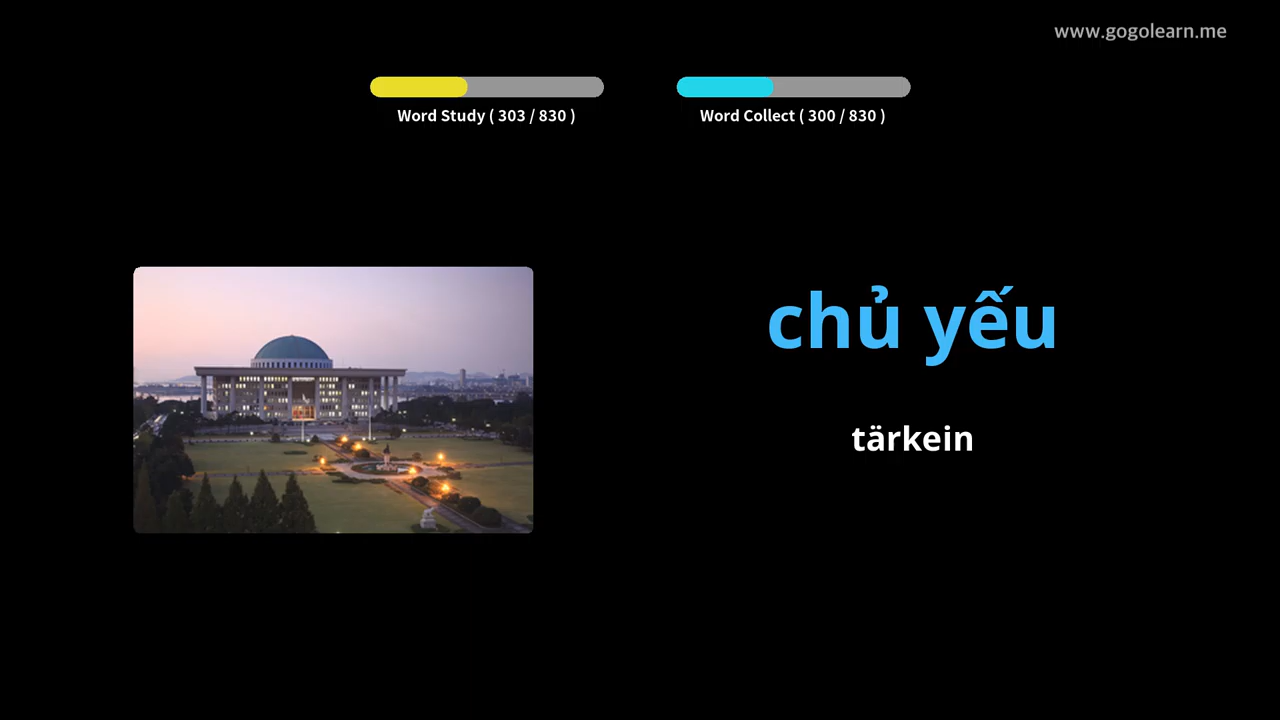 www.gogolearn.me
Word Study ( 303 / 830 )
Word Collect ( 300 / 830 )
chủ yếu
tärkein